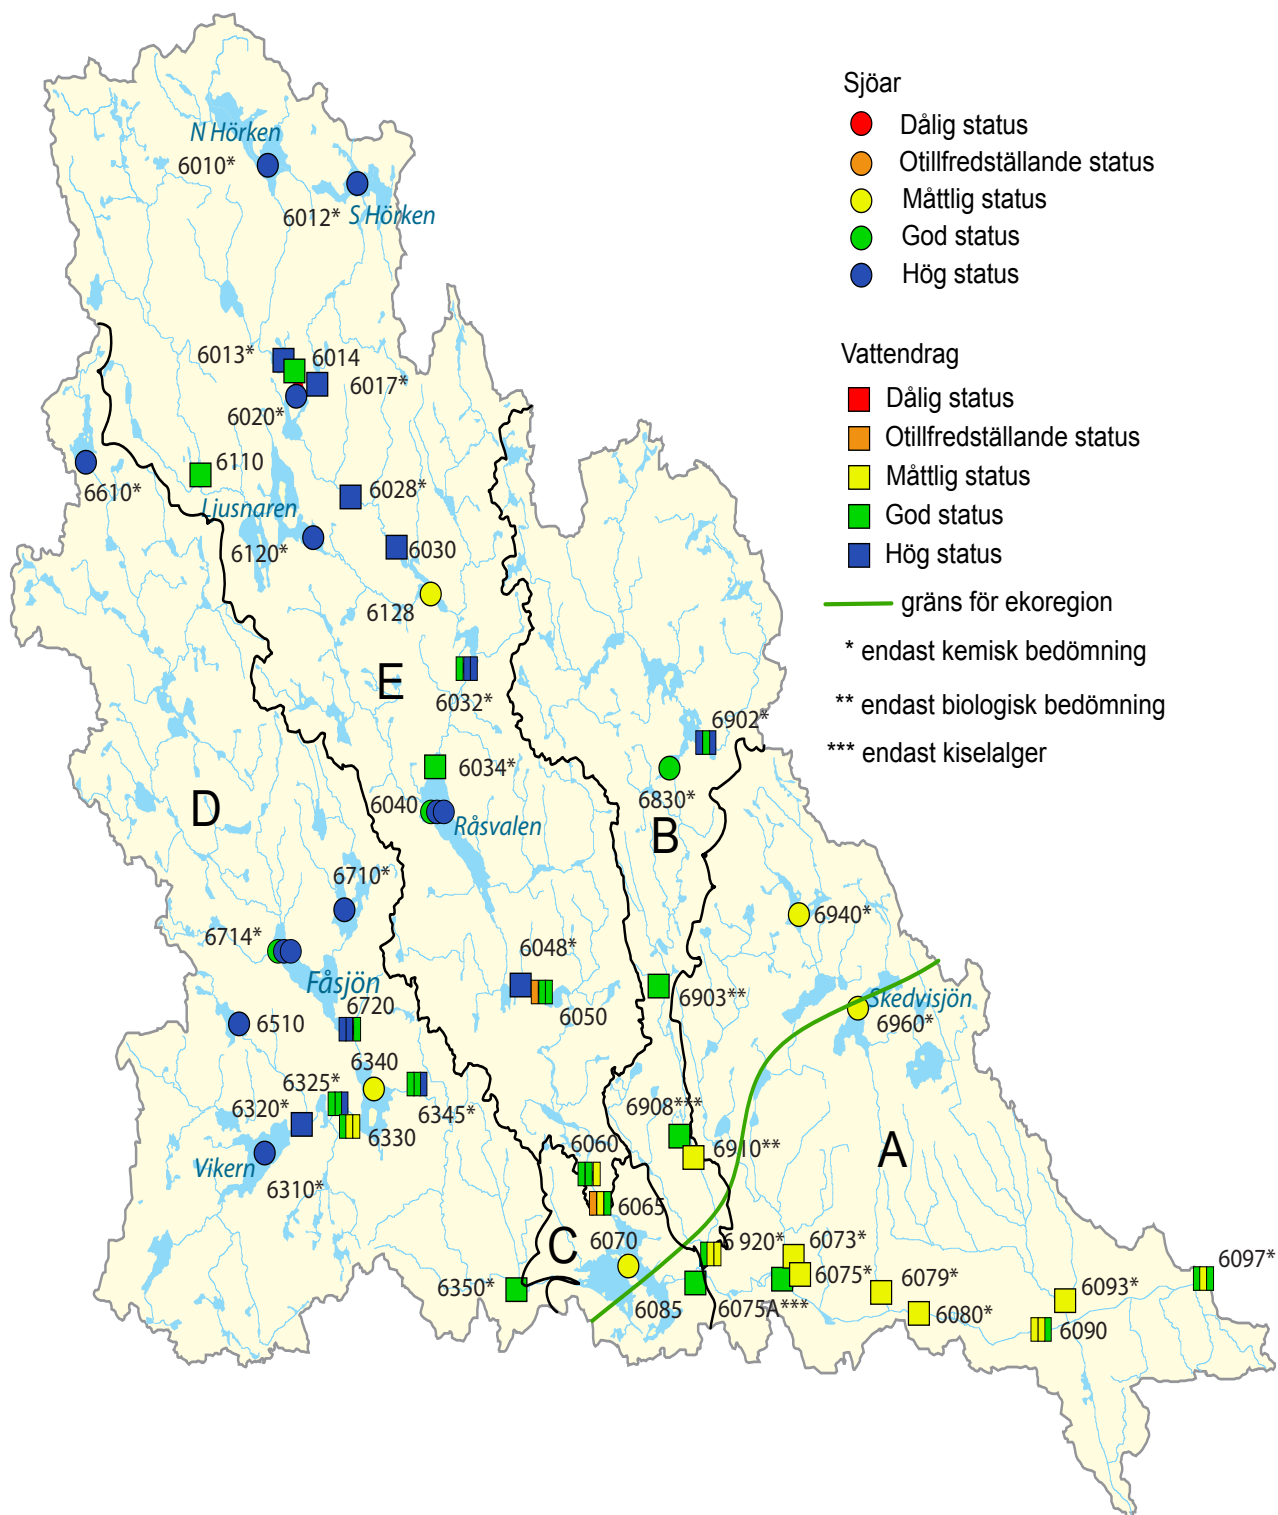 Sjöar
Dålig status
Otillfredställande status
Måttlig status
God status
Hög status
Vattendrag
Dålig status
Otillfredställande status
Måttlig status
God status
Hög status
gräns för ekoregion
* endast kemisk bedömning
** endast biologisk bedömning
*** endast kiselalger
N Hörken
6010*
6012*
S Hörken
6013*
6014
6017*
6020*
6110
6610*
6028*
Ljusnaren
6120*
6030
6128
E
6032*
6902*
6034*
6830*
D
6040
Råsvalen
B
6710*
6940*
6714*
6048*
Fåsjön
6903**
Skedvisjön
6720
6050
6960*
6510
6340
6325*
6345*
6320*
6908***
6330
6910**
A
6060
Vikern
6310*
6065
C
6070
6 920*
6073*
6097*
6075*
6079*
6350*
6085
6075A***
6080*
6093*
6090